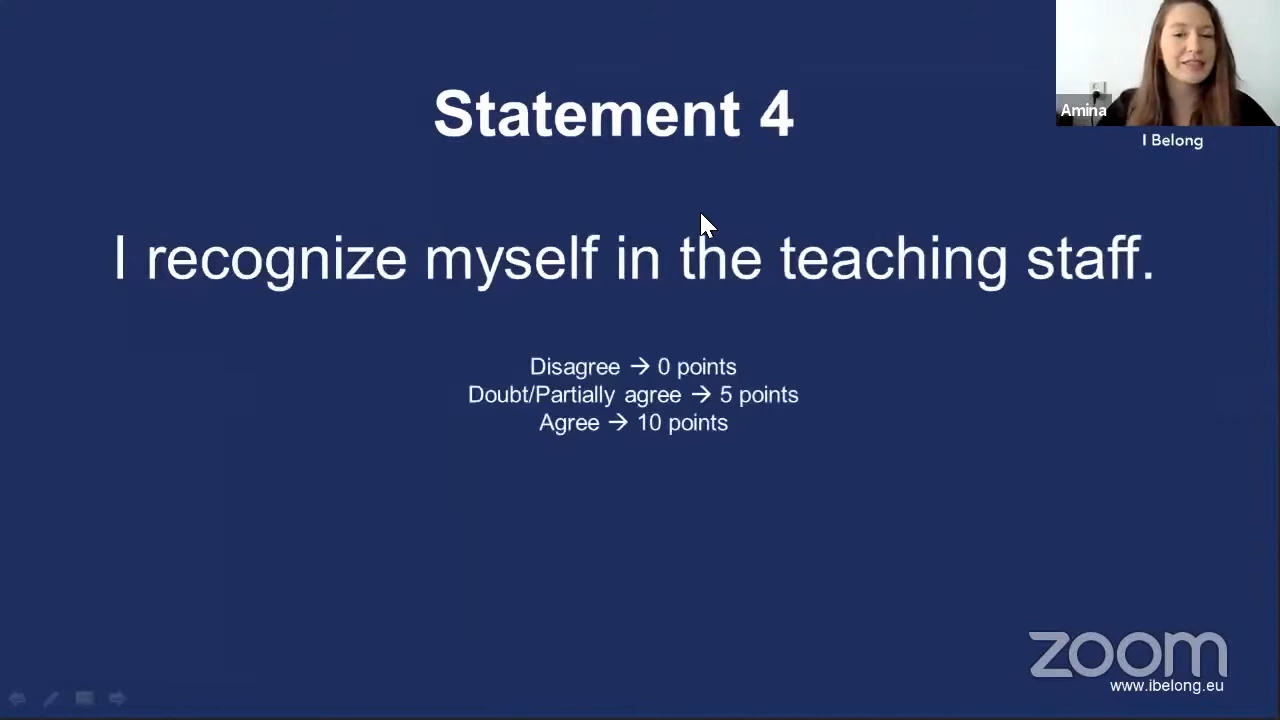 Statement 4
Amina
I Belong
I recognize myself in the teaching staff.
Disagree → 0 points
Doubt/Partially agree → 5 points
Agree → 10 points
zoom
www.ibelong.eu